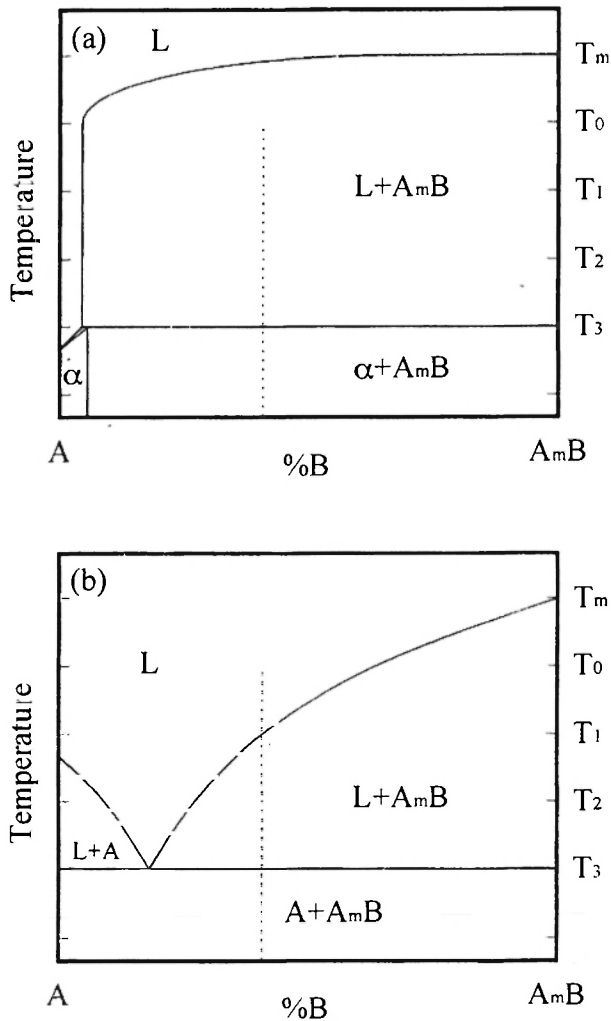 (a)
L
Tm
T0
L+AmB
T1
T2
T3
α
α+AmB
Temperature
A
%B
AmB
(b)
Tm
L
T0
T1
L+AmB
T2
L+A
T3
A+AmB
Temperature
A
%B
AmB